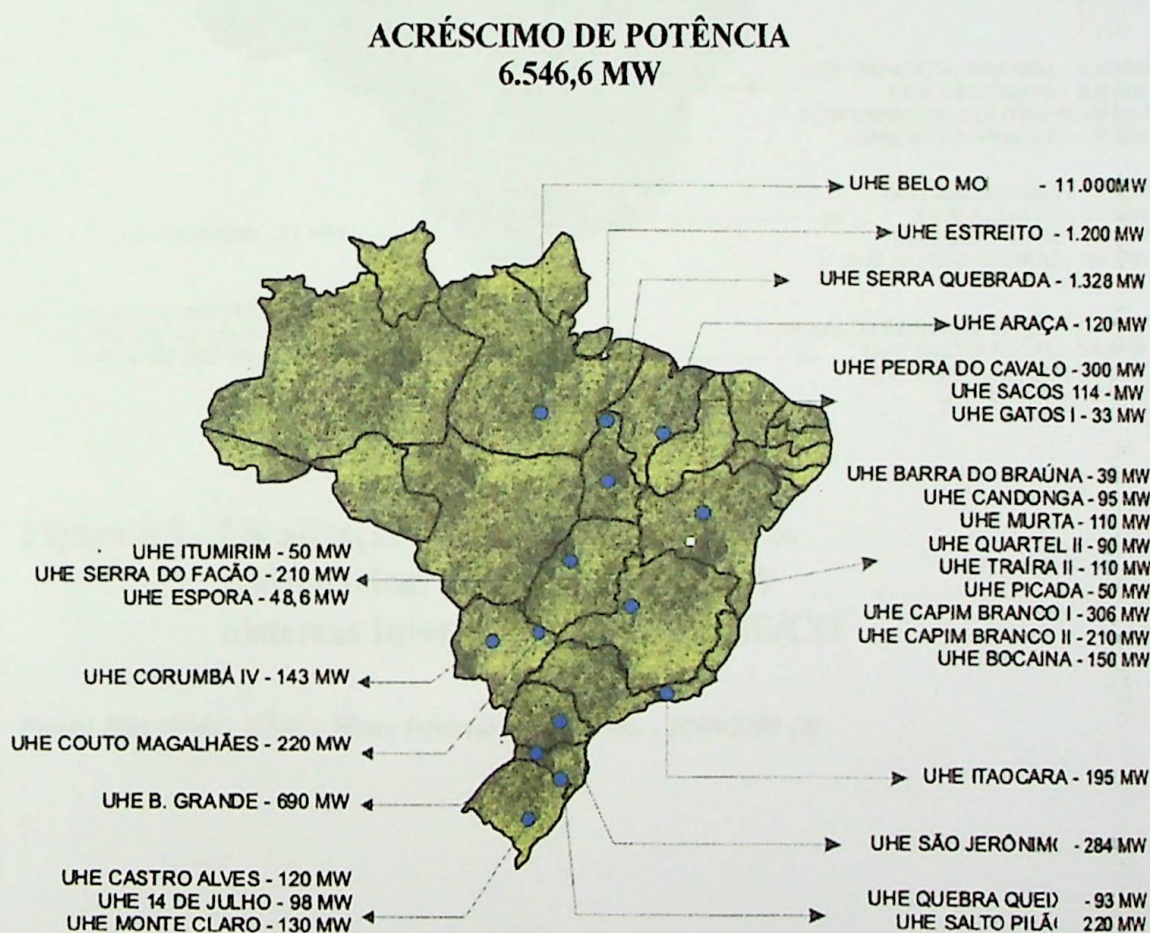 ACRÉSCIMO DE POTÊNCIA
6.546,6 MW
UHE BELO MO - 11.000MW
UHE ESTREITO - 1.200 MW
UHE SERRA QUEBRADA - 1.328 MW
UHE ARAÇA - 120 MW
UHE PEDRA DO CAVALO - 300 MW
UHE SACOS 114 - MW
UHE GATOS I - 33 MW
UHE BARRA DO BRAÚNA - 39 MW
UHE CANDONGA - 95 MW
UHE MURTA - 110 MW
UHE QUARTEL II - 90 MW
UHE TRAÍRA II - 110 MW
UHE PICADA - 50 MW
UHE CAPIM BRANCO I - 306 MW
UHE CAPIM BRANCO II - 210 MW
UHE BOCAINA - 150 MW
UHE ITUMIRIM - 50 MW
UHE SERRA DO FACÃO - 210 MW
UHE ESPORA - 48,6 MW
UHE CORUMBÁ IV - 143 MW
UHE COUTO MAGALHÃES - 220 MW
UHE B. GRANDE - 690 MW
UHE CASTRO ALVES - 120 MW
UHE 14 DE JULHO - 98 MW
UHE MONTE CLARO - 130 MW
UHE ITAOCARA - 195 MW
UHE SÃO JERÔNIM - 284 MW
UHE QUEBRA QUEI - 93 MW
UHE SALTO PILÃ 220 MW